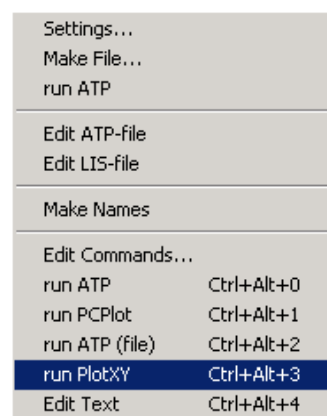 Settings...
Make File...
run ATP
Edit ATP-file
Edit LIS-file
Make Names
Edit Commands...
run ATP Ctrl+Alt+0
run PCPlot Ctrl+Alt+1
run ATP (file) Ctrl+Alt+2
run PlotXY Ctrl+Alt+3
Edit Text Ctrl+Alt+4